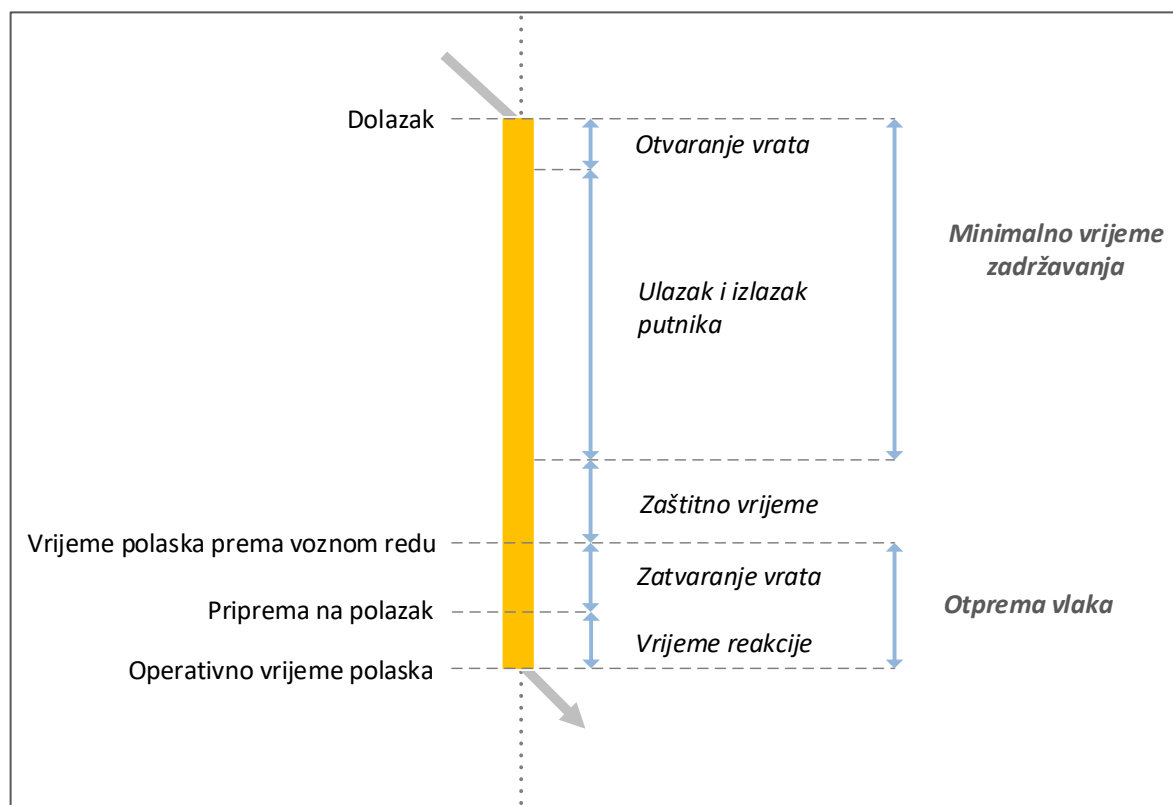 Dolazak
Otvaranje vrata
Minimalno vrijeme
zadržavanja
Ulazak i izlazak
putnika
Zaštitno vrijeme
Vrijeme polaska prema voznom redu
Zatvaranje vrata
Priprema na polazak
Otprema vlaka
Vrijeme reakcije
Operativno vrijeme polaska